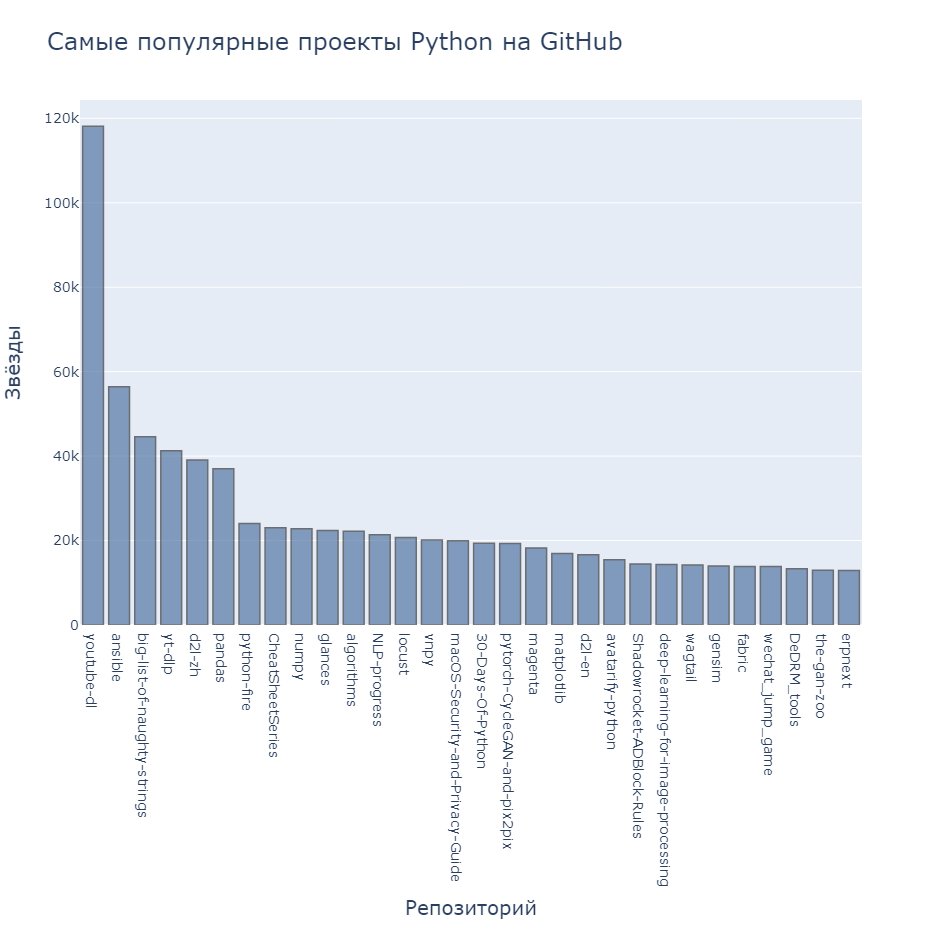 Самые популярные проекты Python на GitHub
120k
100k
80k
60k
40k
20k
0
Звёзды
youtube-dl
ansible
big-list-of-naughty-strings
yt-dlp
d2l-zh
pandas
python-fire
CheatSheetSeries
numpy
glances
algorithms
NLP-progress
locust
vnpy
macOS-Security-and-Privacy-Guide
30-Days-Of-Python
pytorch-CycleGAN-and-pix2pix
magenta
matplotlib
d2l-en
avatarify-python
Shadowrocket-ADBlock-Rules
deep-learning-for-image-processing
wagtail
gensim
fabric
wechat_jump_game
DeDRM_tools
the-gan-zoo
erpnext
Репозиторий